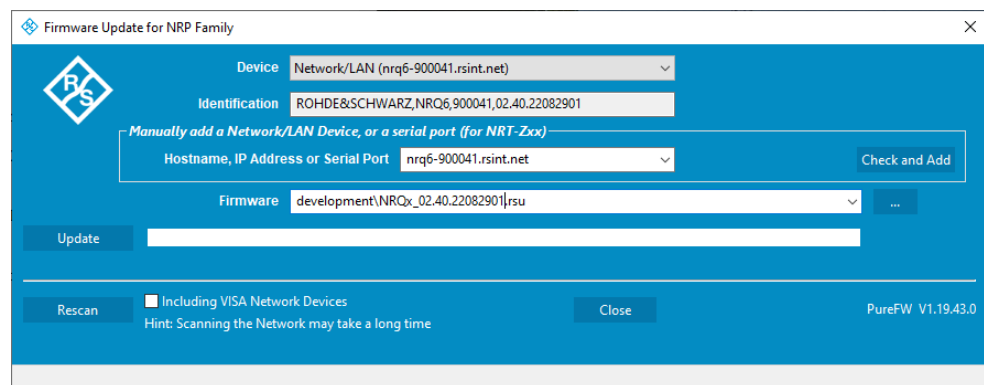 Firmware Update for NRP Family
R&S
Device Network/LAN (nrq6-900041.rsint.net)
Identification ROHDE&SCHWARZ,NRQ6,900041,02.40.22082901
Manually add a Network/LAN Device, or a serial port (for NRT-Zxx)
Hostname, IP Address or Serial Port nrq6-900041.rsint.net Check and Add
Firmware development\NRQx_02.40.22082901.rsu ...
Update
Rescan Including VISA Network Devices Close PureFW V1.19.43.0
Hint: Scanning the Network may take a long time